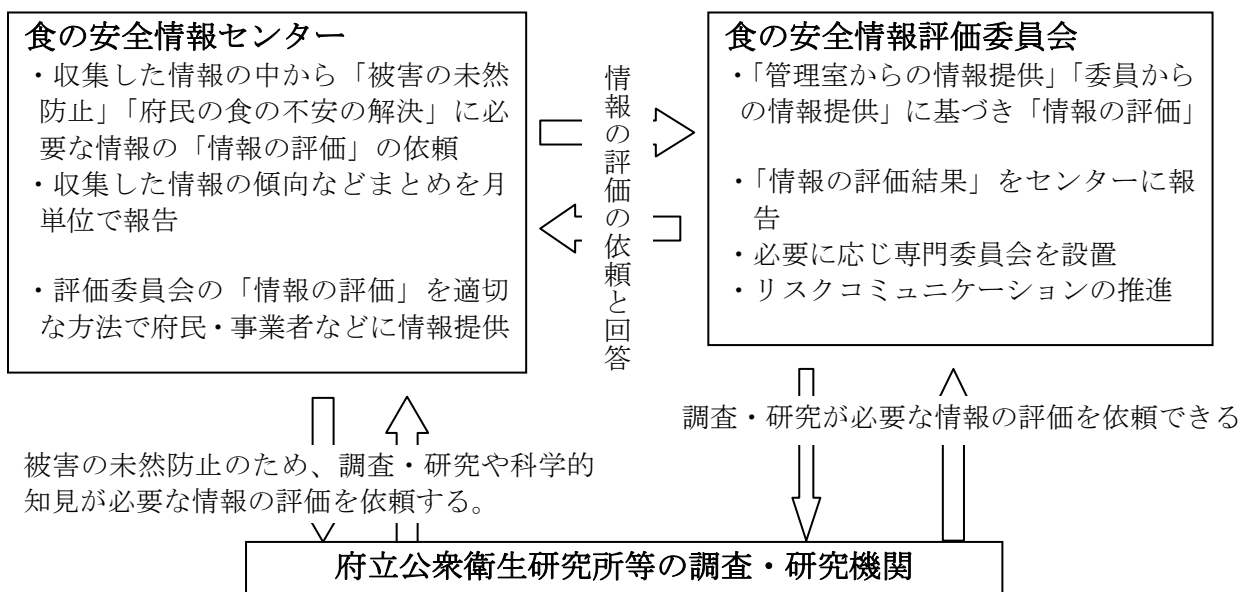 食の安全情報センター
・収集した情報の中から「被害の未然
防止」「府民の食の不安の解決」に必
要な情報の「情報の評価」の依頼
・収集した情報の傾向などまとめを月
単位で報告
・評価委員会の「情報の評価」を適切
な方法で府民・事業者などに情報提供
情報の評価の依頼と回答
食の安全情報評価委員会
・「管理室からの情報提供」「委員から
の情報提供」に基づき「情報の評価」
・「情報の評価結果」をセンターに報
告
・必要に応じ専門委員会を設置
・リスクコミュニケーションの推進
調査・研究が必要な情報の評価を依頼できる
被害の未然防止のため、調査・研究や科学的
知見が必要な情報の評価を依頼する。
府立公衆衛生研究所等の調査・研究機関